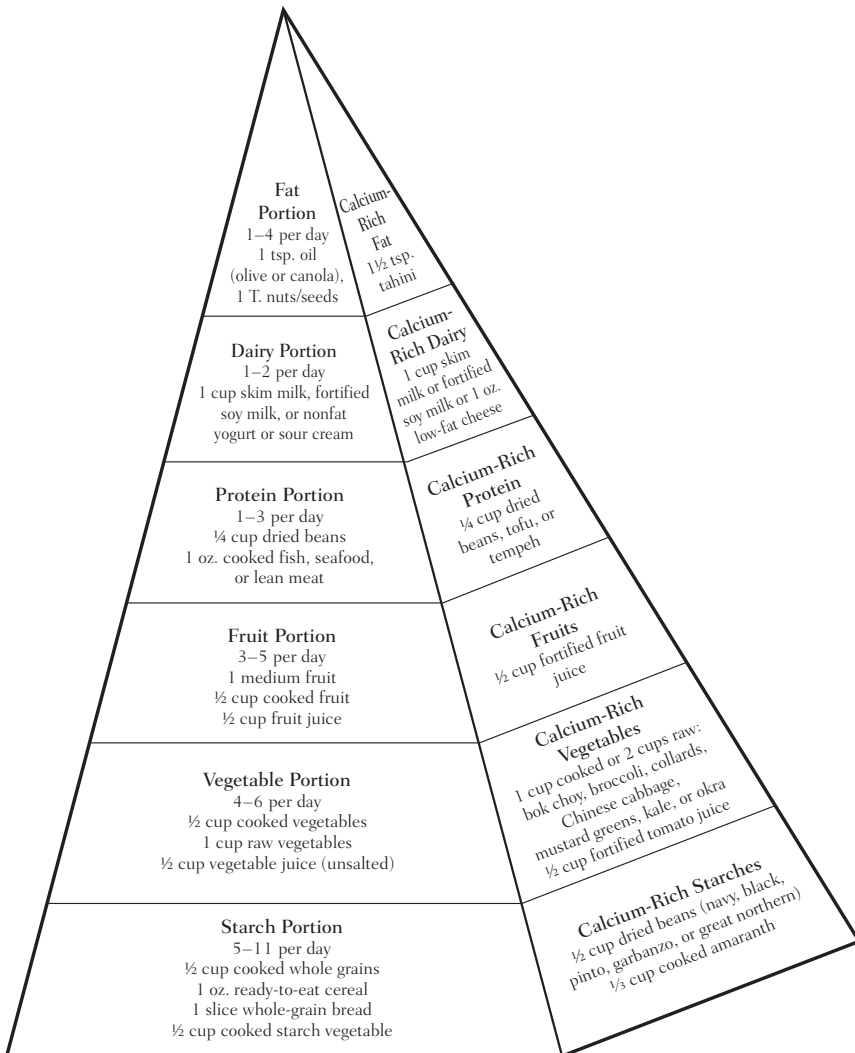 Fat
Portion
1–4 per day
1 tsp. oil
(olive or canola),
1 T. nuts/seeds
Calcium-
Rich
Fat
1½ tsp.
tahini
Dairy Portion
1–2 per day
1 cup skim milk, fortified
soy milk, or nonfat
yogurt or sour cream
Calcium-
Rich Dairy
1 cup skim
milk or fortified
soy milk or 1 oz.
low-fat cheese
Protein Portion
1–3 per day
¼ cup dried beans
1 oz. cooked fish, seafood,
or lean meat
Calcium-Rich
Protein
¼ cup dried
beans, tofu, or
tempeh
Fruit Portion
3–5 per day
1 medium fruit
½ cup cooked fruit
½ cup fruit juice
Calcium-Rich
Fruits
½ cup fortified fruit
juice
Vegetable Portion
4–6 per day
½ cup cooked vegetables
1 cup raw vegetables
½ cup vegetable juice (unsalted)
Calcium-Rich
Vegetables
1 cup cooked or 2 cups raw:
bok choy, broccoli, collards,
Chinese cabbage,
mustard greens, kale, or okra
½ cup fortified tomato juice
Starch Portion
5–11 per day
½ cup cooked whole grains
1 oz. ready-to-eat cereal
1 slice whole-grain bread
½ cup cooked starch vegetable
Calcium-Rich Starches
½ cup dried beans (navy, black,
pinto, garbanzo, or great northern)
⅓ cup cooked amaranth